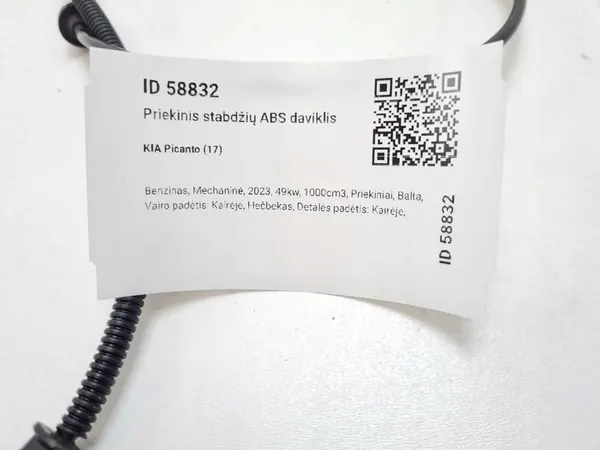 ID 58832
Priekinis stabdžių ABS daviklis
KIA Picanto (17)
Benzinas, Mechaninė, 2023, 49kw, 1000cm3, Priekiniai, Balta,
Vairo padėtis: Kairėje, Hečbekas, Detalės padėtis: Kairėje,
ID 58832